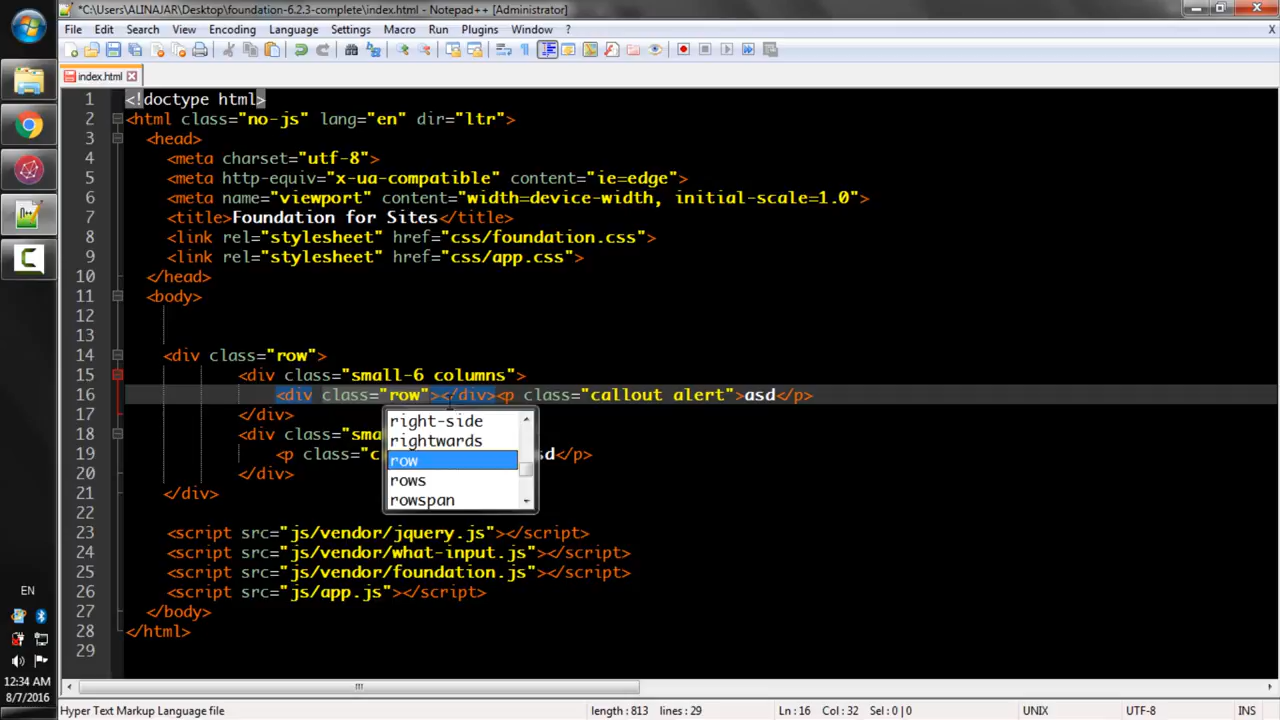 *C:\Users\ALINAJAR\Desktop\foundation-6.2.3-complete\index.html - Notepad++ [Administrator]
File Edit Search View Encoding Language Settings Macro Run Plugins Window ? X
index.html
1 <!doctype html>
2 <html class="no-js" lang="en" dir="ltr">
3 <head>
4 <meta charset="utf-8">
5 <meta http-equiv="x-ua-compatible" content="ie=edge">
6 <meta name="viewport" content="width=device-width, initial-scale=1.0">
7 <title>Foundation for Sites</title>
8 <link rel="stylesheet" href="css/foundation.css">
9 <link rel="stylesheet" href="css/app.css">
10 </head>
11 <body>
12
13
14 <div class="row">
15 <div class="small-6 columns">
16 <div class="row"></div><p class="callout alert">asd</p>
17 </div>
18 <div class="sma
19 <p class="c sd</p>
20 </div>
21 </div>
22
23 <script src="js/vendor/jquery.js"></script>
24 <script src="js/vendor/what-input.js"></script>
25 <script src="js/vendor/foundation.js"></script>
26 <script src="js/app.js"></script>
27 </body>
28 </html>
29
right-side
rightwards
row
rows
rowspan
EN
12:34 AM
8/7/2016
Hyper Text Markup Language file length : 813 lines : 29 Ln : 16 Col : 32 Sel : 0 | 0 UNIX UTF-8 INS